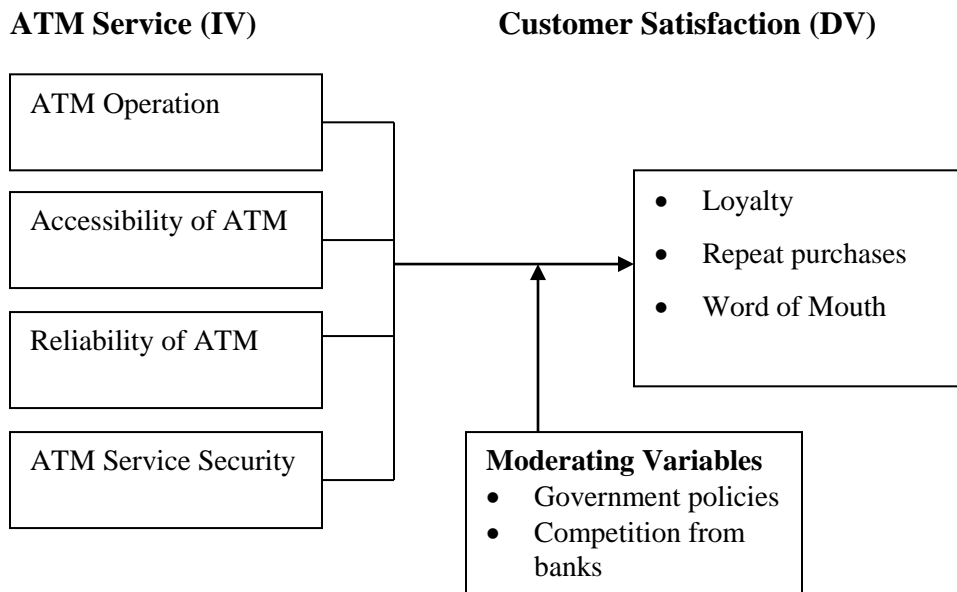 ATM Service (IV)
Customer Satisfaction (DV)
ATM Operation
Accessibility of ATM
Reliability of ATM
ATM Service Security
• Loyalty
• Repeat purchases
• Word of Mouth
Moderating Variables
• Government policies
• Competition from
banks